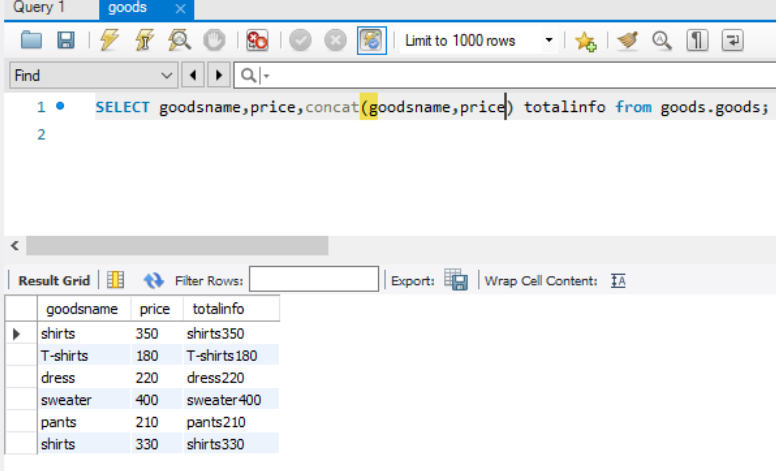 Query 1 goods ×
Limit to 1000 rows
Find
1 SELECT goodsname,price,concat(goodsname,price) totalinfo from goods.goods;
2
Result Grid Filter Rows: Export: Wrap Cell Content: IA
goodsname price totalinfo
shirts 350 shirts350
T-shirts 180 T-shirts180
dress 220 dress220
sweater 400 sweater400
pants 210 pants210
shirts 330 shirts330